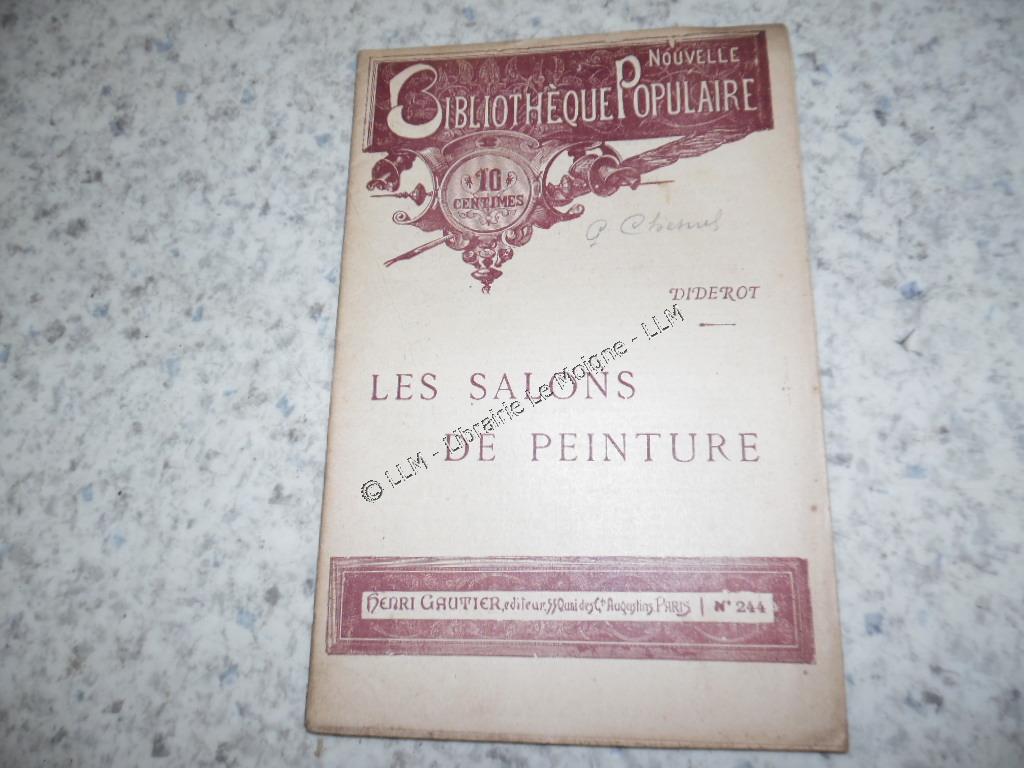 NOUVELLE
BIBLIOTHÈQUE POPULAIRE
10
CENTIMES
DIDEROT
LES SALONS
DE PEINTURE
© LLM - Librairie Le Moigne - LLM
HENRI GAUTIER, editeur, 55 Quai des Gds Augustins, PARIS | N° 244